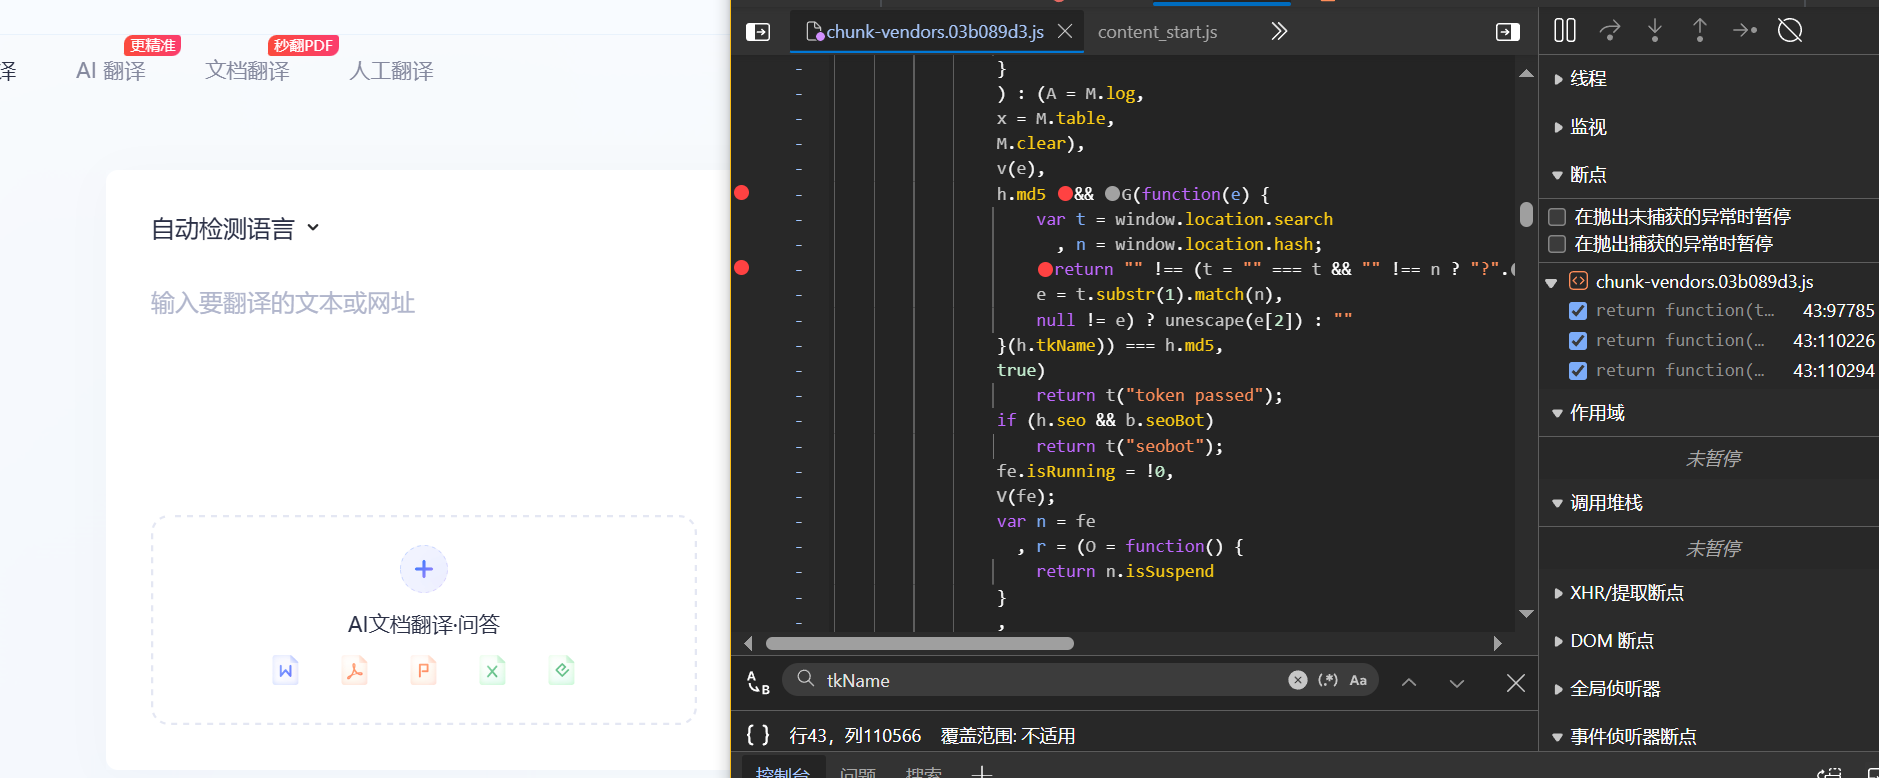 更精准
秒翻PDF
译
AI 翻译
文档翻译
人工翻译
自动检测语言
输入要翻译的文本或网址
AI文档翻译·问答
chunk-vendors.03b089d3.js
content_start.js
}
) : (A = M.log,
x = M.table,
M.clear),
v(e),
h.md5 && G(function(e) {
var t = window.location.search
, n = window.location.hash;
return "" !== (t = "" === t && "" !== n ? "?".
e = t.substr(1).match(n),
null != e) ? unescape(e[2]) : ""
}(h.tkName)) === h.md5,
true)
return t("token passed");
if (h.seo && b.seoBot)
return t("seobot");
fe.isRunning = !0,
V(fe);
var n = fe
, r = (O = function() {
return n.isSuspend
}
,
tkName
(.*)
Aa
{ }
行43，列110566
覆盖范围: 不适用
控制台
问题
搜索
线程
监视
断点
在抛出未捕获的异常时暂停
在抛出捕获的异常时暂停
chunk-vendors.03b089d3.js
return function(t… 43:97785
return function(… 43:110226
return function(… 43:110294
作用域
未暂停
调用堆栈
未暂停
XHR/提取断点
DOM 断点
全局侦听器
事件侦听器断点